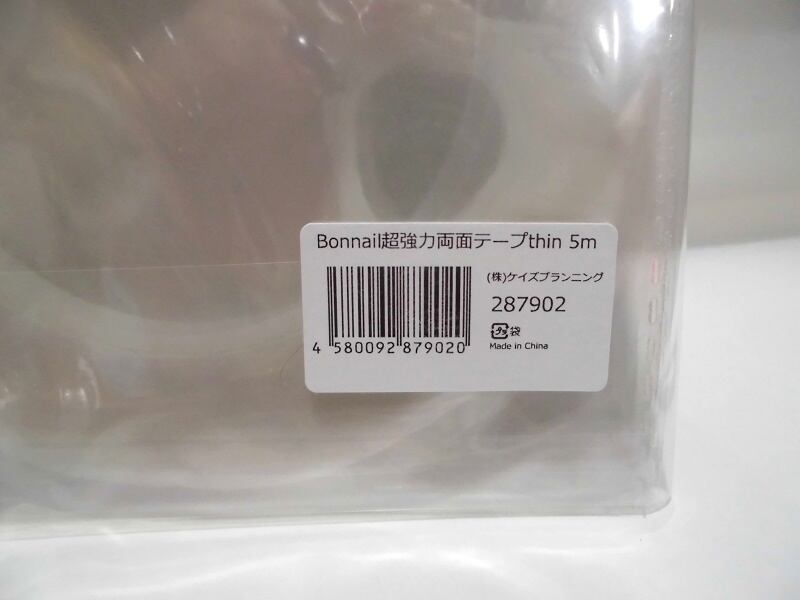 Bonnail超強力両面テープthin 5m
(株)ケイズプランニング
287902
プラ 袋
Made in China
4 580092 879020